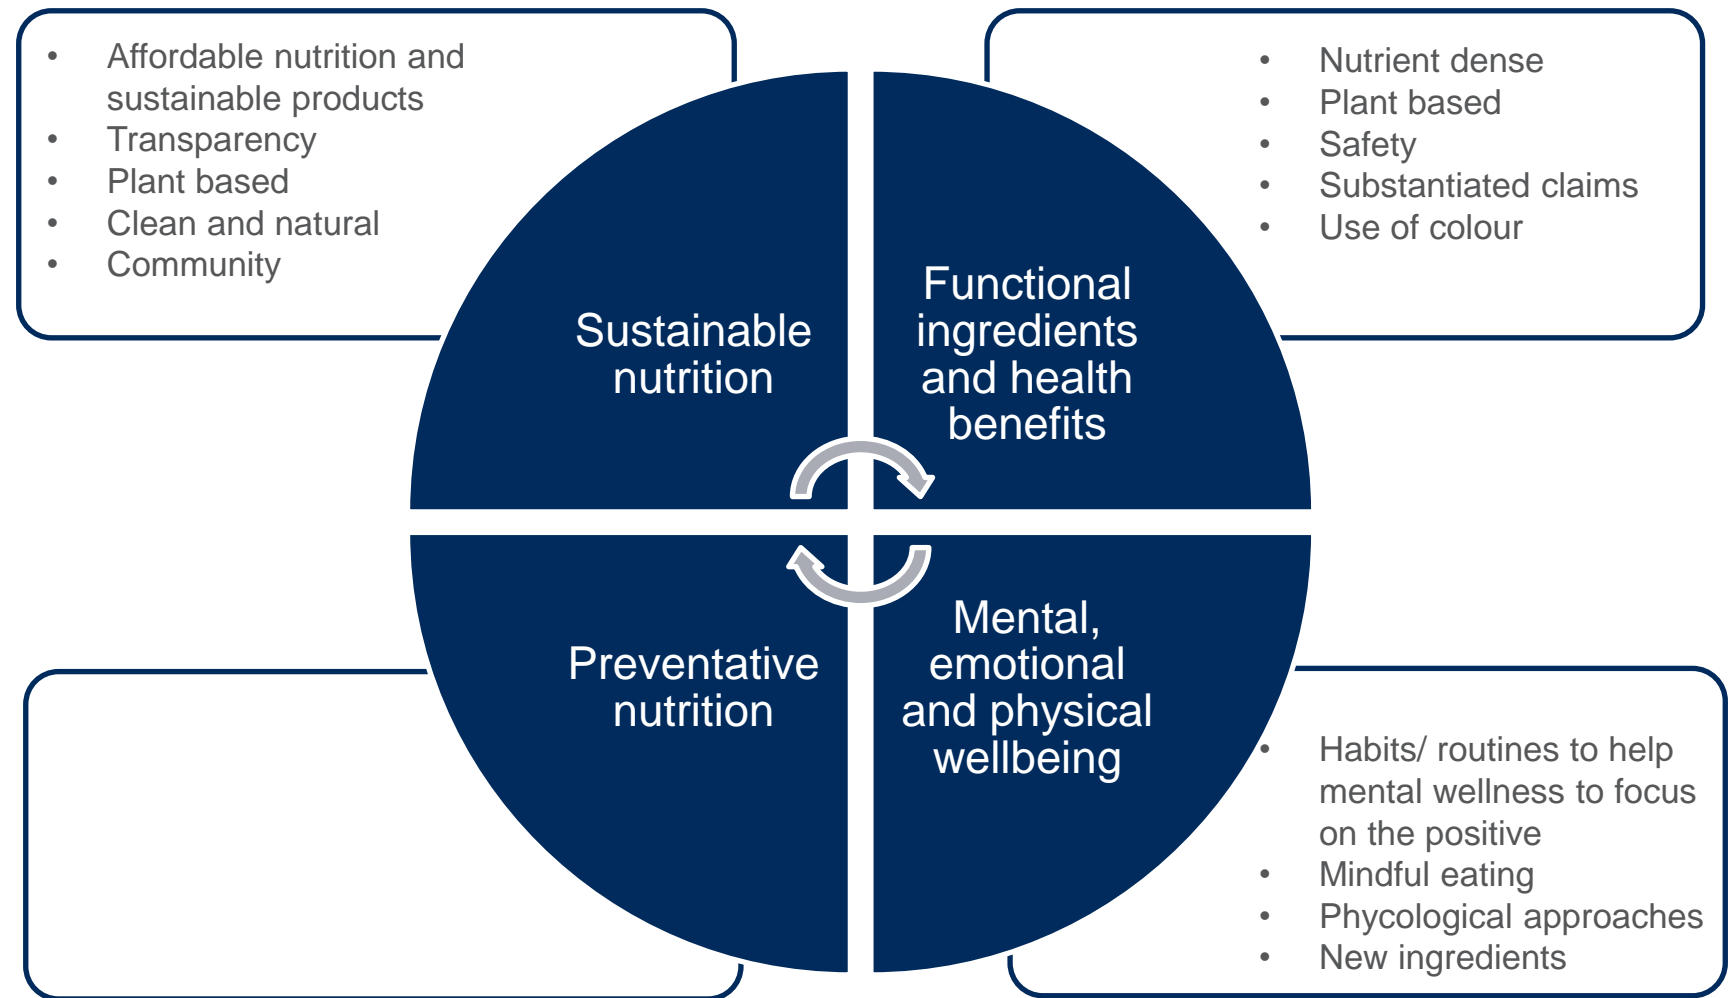 • Affordable nutrition and
sustainable products
• Transparency
• Plant based
• Clean and natural
• Community
• Nutrient dense
• Plant based
• Safety
• Substantiated claims
• Use of colour
Sustainable
nutrition
Functional
ingredients
and health
benefits
Preventative
nutrition
Mental,
emotional
and physical
wellbeing
• Habits/ routines to help
mental wellness to focus
on the positive
• Mindful eating
• Phycological approaches
• New ingredients